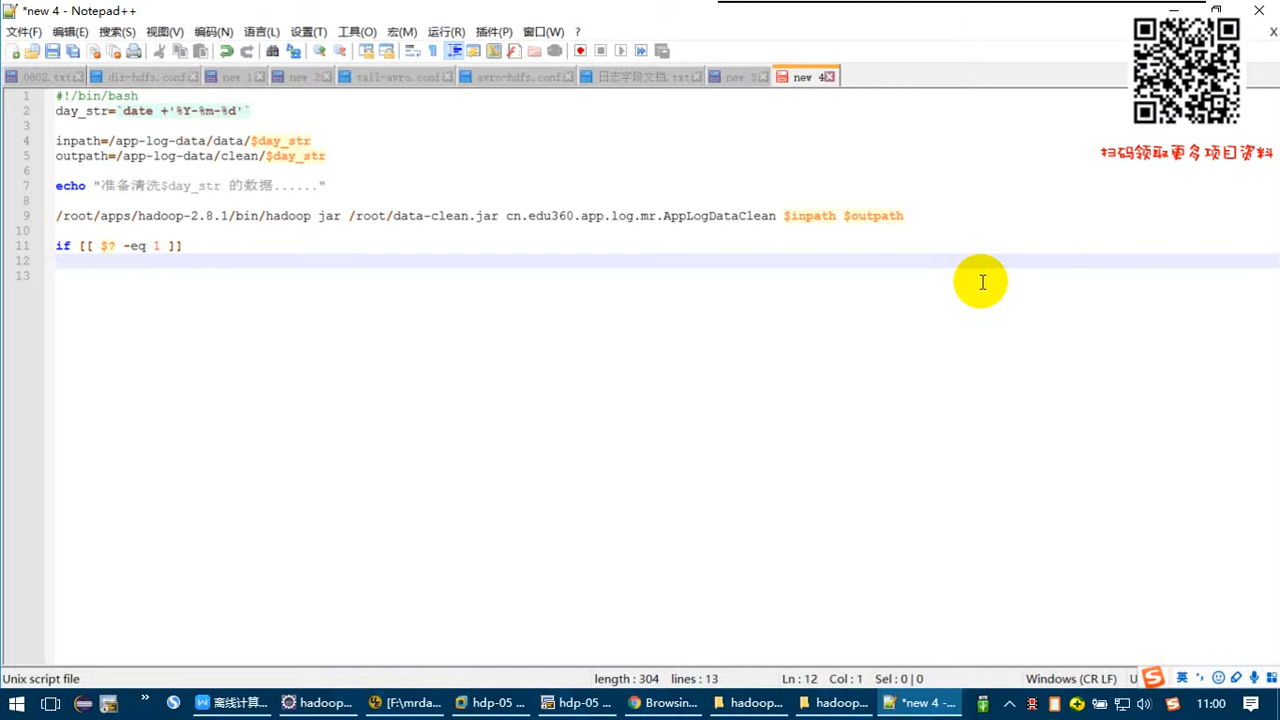 *new 4 - Notepad++
文件(F) 编辑(E) 搜索(S) 视图(V) 编码(N) 语言(L) 设置(T) 工具(O) 宏(M) 运行(R) 插件(P) 窗口(W) ? X
0602.txt dir-hdfs.conf new 1 new 2 tail-avro.conf avro-hdfs.conf 日志字段文档.txt new 3 new 4
扫码领取更多项目资料
1 #!/bin/bash
2 day_str=`date +'%Y-%m-%d'`
3
4 inpath=/app-log-data/data/$day_str
5 outpath=/app-log-data/clean/$day_str
6
7 echo "准备清洗$day_str 的数据......"
8
9 /root/apps/hadoop-2.8.1/bin/hadoop jar /root/data-clean.jar cn.edu360.app.log.mr.AppLogDataClean $inpath $outpath
10
11 if [[ $? -eq 1 ]]
12
13
Unix script file length : 304 lines : 13 Ln : 12 Col : 1 Sel : 0 | 0 Windows (CR LF) U 英
离线计算... hadoop... [F:\mrda... hdp-05 ... hdp-05 ... Browsin... hadoop... hadoop... *new 4 -... 11:00